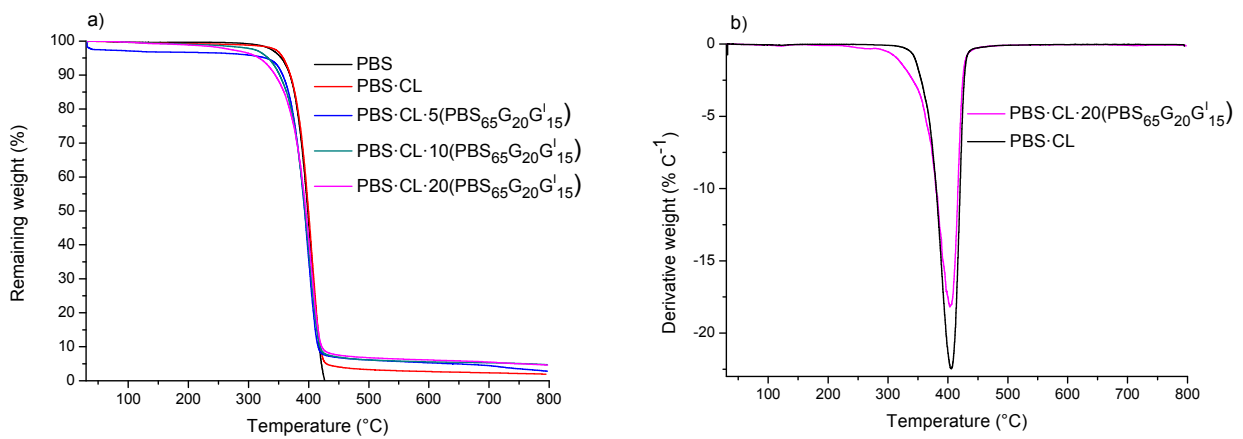 a)
100
90
80
70
60
50
40
30
20
10
0
Remaining weight (%)
100 200 300 400 500 600 700 800
Temperature (°C)
PBS
PBS·CL
PBS·CL·5(PBS65G20GI15)
PBS·CL·10(PBS65G20GI15)
PBS·CL·20(PBS65G20GI15)
b)
0
-5
-10
-15
-20
Derivative weight (% C-1)
100 200 300 400 500 600 700 800
Temperature (°C)
PBS·CL·20(PBS65G20GI15)
PBS·CL